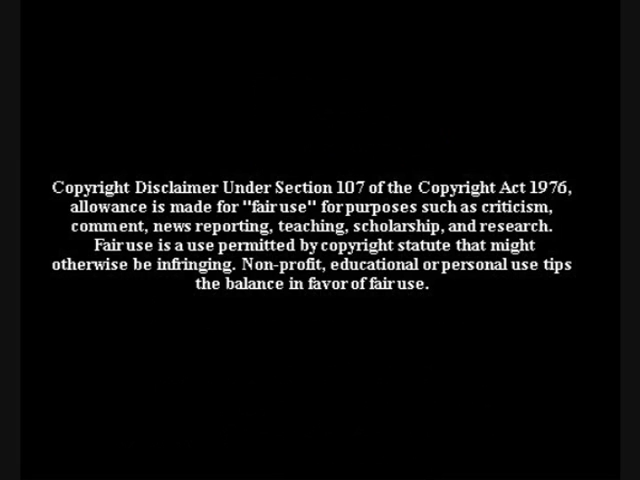 Copyright Disclaimer Under Section 107 of the Copyright Act 1976,
allowance is made for "fair use" for purposes such as criticism,
comment, news reporting, teaching, scholarship, and research.
Fair use is a use permitted by copyright statute that might
otherwise be infringing. Non-profit, educational or personal use tips
the balance in favor of fair use.